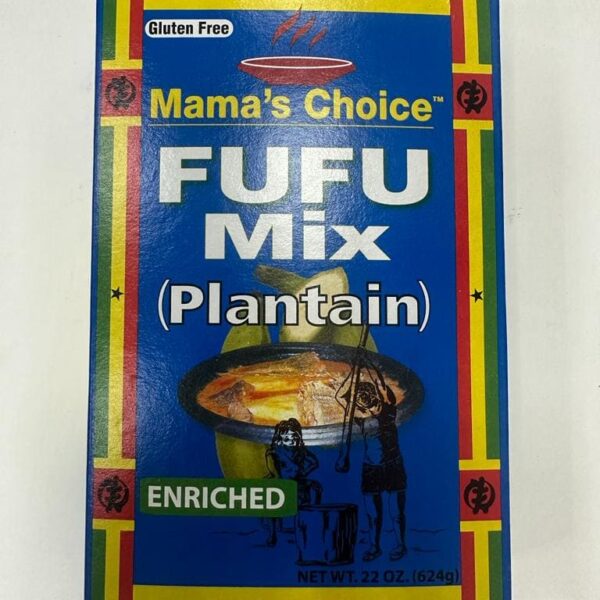 Gluten Free
Mama's Choice™
FUFU
Mix
(Plantain)
ENRICHED
NET WT. 22 OZ. (624g)